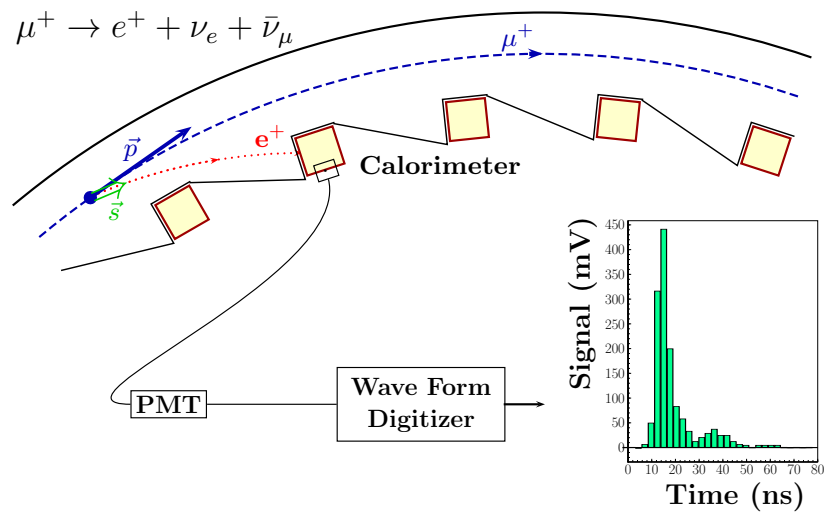 μ⁺ → e⁺ + ν_e + ν̄_μ
μ⁺
p⃗
e⁺
s⃗
Calorimeter
PMT
Wave Form
Digitizer
Signal (mV)
450
400
350
300
250
200
150
100
50
0
0 10 20 30 40 50 60 70 80
Time (ns)